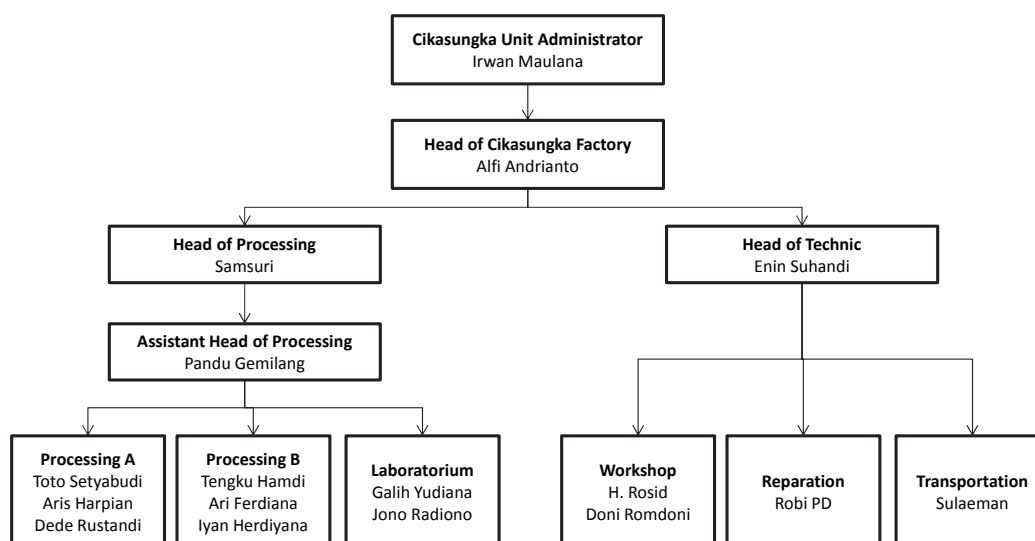 Cikasungka Unit Administrator
Irwan Maulana
Head of Cikasungka Factory
Alfi Andrianto
Head of Processing
Samsuri
Head of Technic
Enin Suhandi
Assistant Head of Processing
Pandu Gemilang
Processing A
Toto Setyabudi
Aris Harpian
Dede Rustandi
Processing B
Tengku Hamdi
Ari Ferdiana
Iyan Herdiyana
Laboratorium
Galih Yudiana
Jono Radiono
Workshop
H. Rosid
Doni Romdoni
Reparation
Robi PD
Transportation
Sulaeman